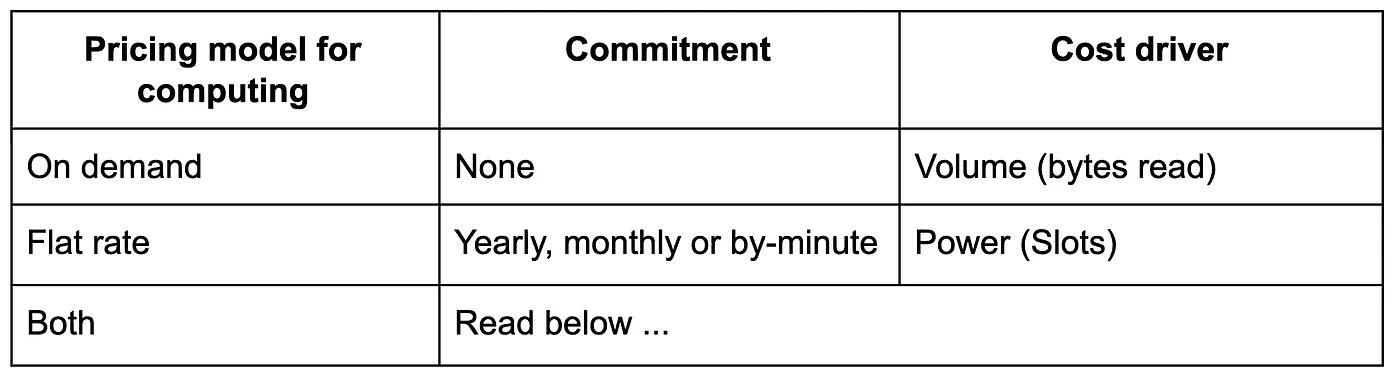 Pricing model for
computing
Commitment
Cost driver
On demand
None
Volume (bytes read)
Flat rate
Yearly, monthly or by-minute
Power (Slots)
Both
Read below ...